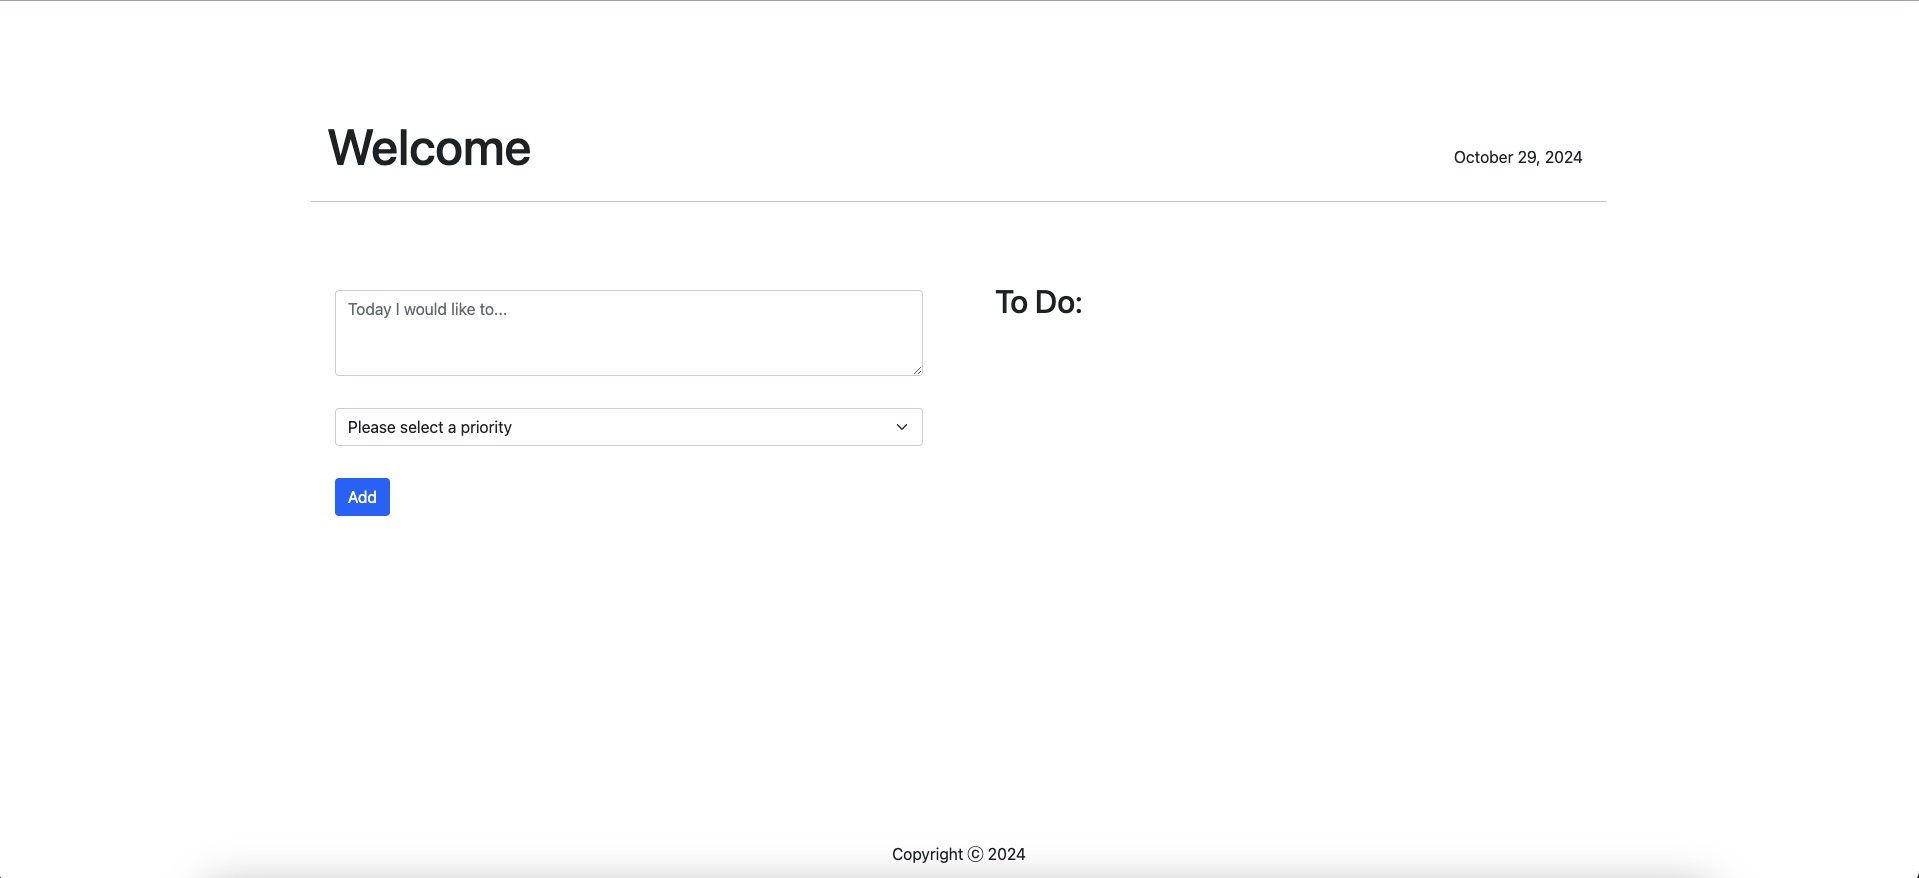 Welcome
October 29, 2024
Today I would like to...
To Do:
Please select a priority
Add
Copyright ⓒ 2024